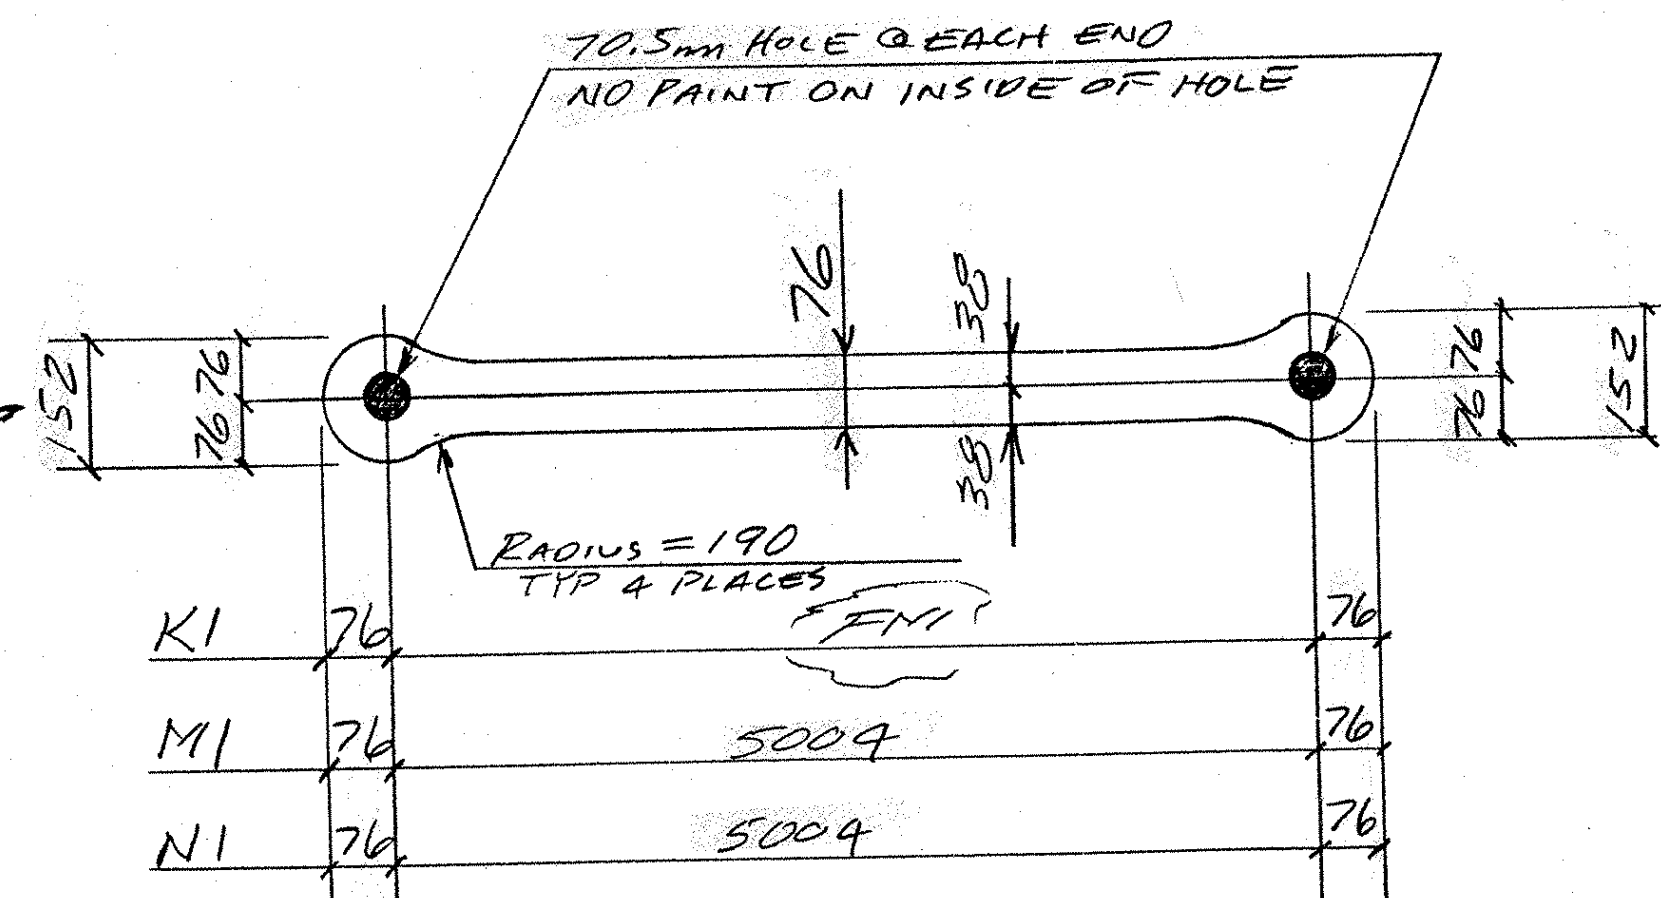 70.5mm HOLE @ EACH END
NO PAINT ON INSIDE OF HOLE
76
38
38
152
76
76
76
76
152
RADIUS = 190
TYP 4 PLACES
K1 76 FNI 76
M1 76 5004 76
N1 76 5004 76